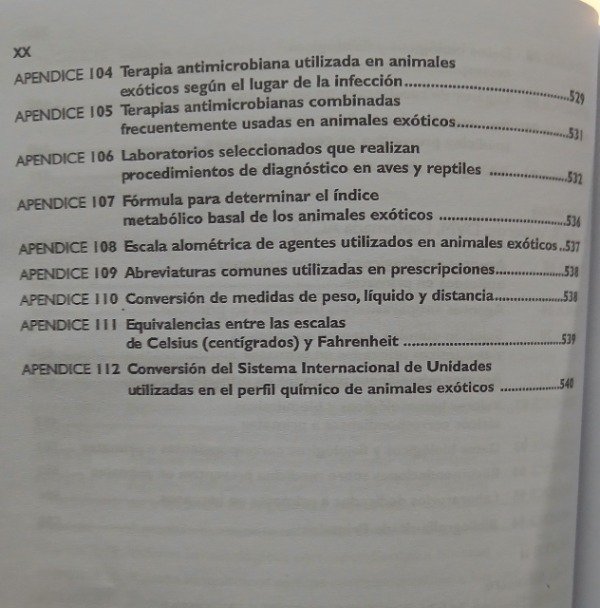 XX
APENDICE 104 Terapia antimicrobiana utilizada en animales
exóticos según el lugar de la infección...............................529
APENDICE 105 Terapias antimicrobianas combinadas
frecuentemente usadas en animales exóticos.....................531
APENDICE 106 Laboratorios seleccionados que realizan
procedimientos de diagnóstico en aves y reptiles ................532
APENDICE 107 Fórmula para determinar el índice
metabólico basal de los animales exóticos .........................536
APENDICE 108 Escala alométrica de agentes utilizados en animales exóticos..537
APENDICE 109 Abreviaturas comunes utilizadas en prescripciones..............538
APENDICE 110 Conversión de medidas de peso, líquido y distancia..............538
APENDICE 111 Equivalencias entre las escalas
de Celsius (centígrados) y Fahrenheit ................................539
APENDICE 112 Conversión del Sistema Internacional de Unidades
utilizadas en el perfil químico de animales exóticos ............540